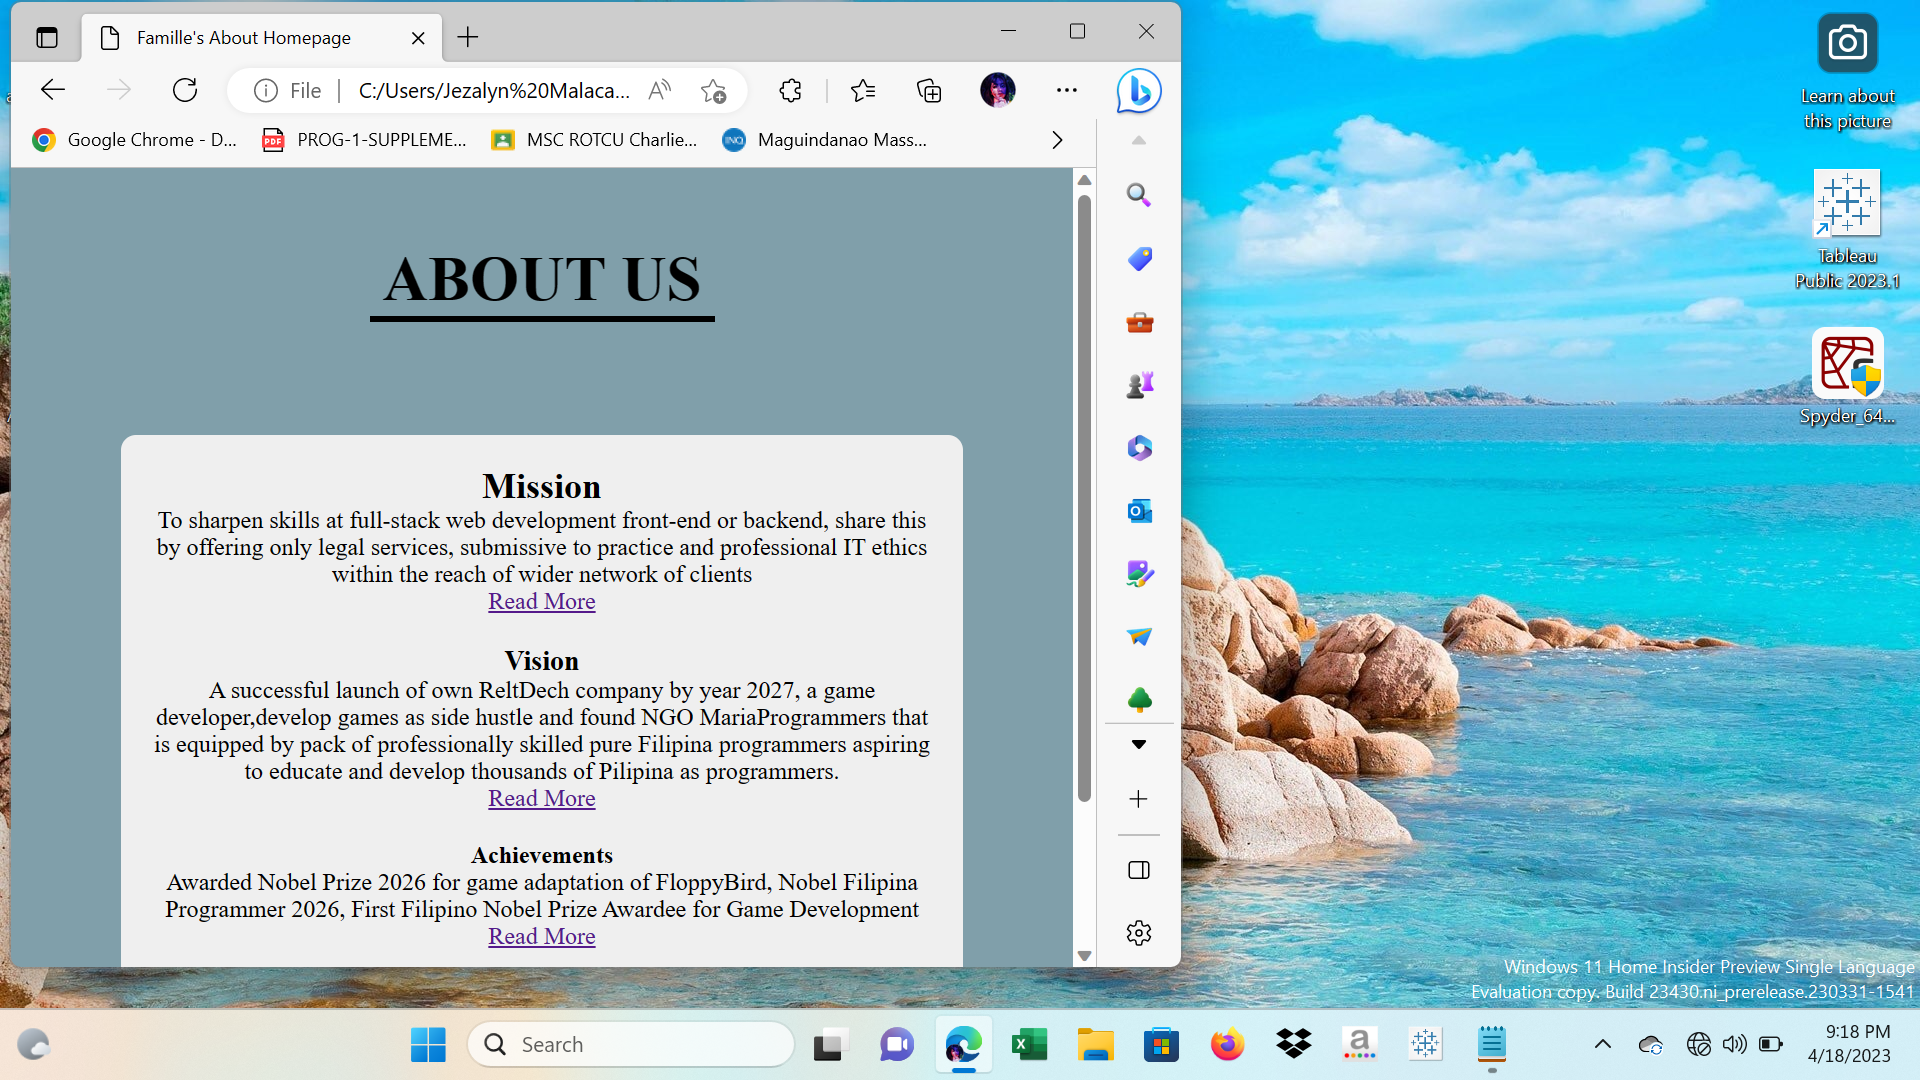 Famille's About Homepage
File
C:/Users/Jezalyn%20Malaca...
Google Chrome - D...
PROG-1-SUPPLEME...
MSC ROTCU Charlie...
Maguindanao Mass...
ABOUT US
Mission
To sharpen skills at full-stack web development front-end or backend, share this
by offering only legal services, submissive to practice and professional IT ethics
within the reach of wider network of clients
Read More
Vision
A successful launch of own ReltDech company by year 2027, a game
developer,develop games as side hustle and found NGO MariaProgrammers that
is equipped by pack of professionally skilled pure Filipina programmers aspiring
to educate and develop thousands of Pilipina as programmers.
Read More
Achievements
Awarded Nobel Prize 2026 for game adaptation of FloppyBird, Nobel Filipina
Programmer 2026, First Filipino Nobel Prize Awardee for Game Development
Read More
Learn about
this picture
Tableau
Public 2023.1
Spyder_64...
Windows 11 Home Insider Preview Single Language
Evaluation copy. Build 23430.ni_prerelease.230331-1541
Search
9:18 PM
4/18/2023